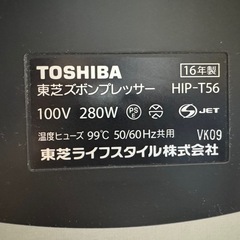 TOSHIBA 16年製
東芝ズボンプレッサー HIP-T56
100V 280W PS E S JET
温度ヒューズ 99℃ 50/60Hz共用 VK09
東芝ライフスタイル株式会社